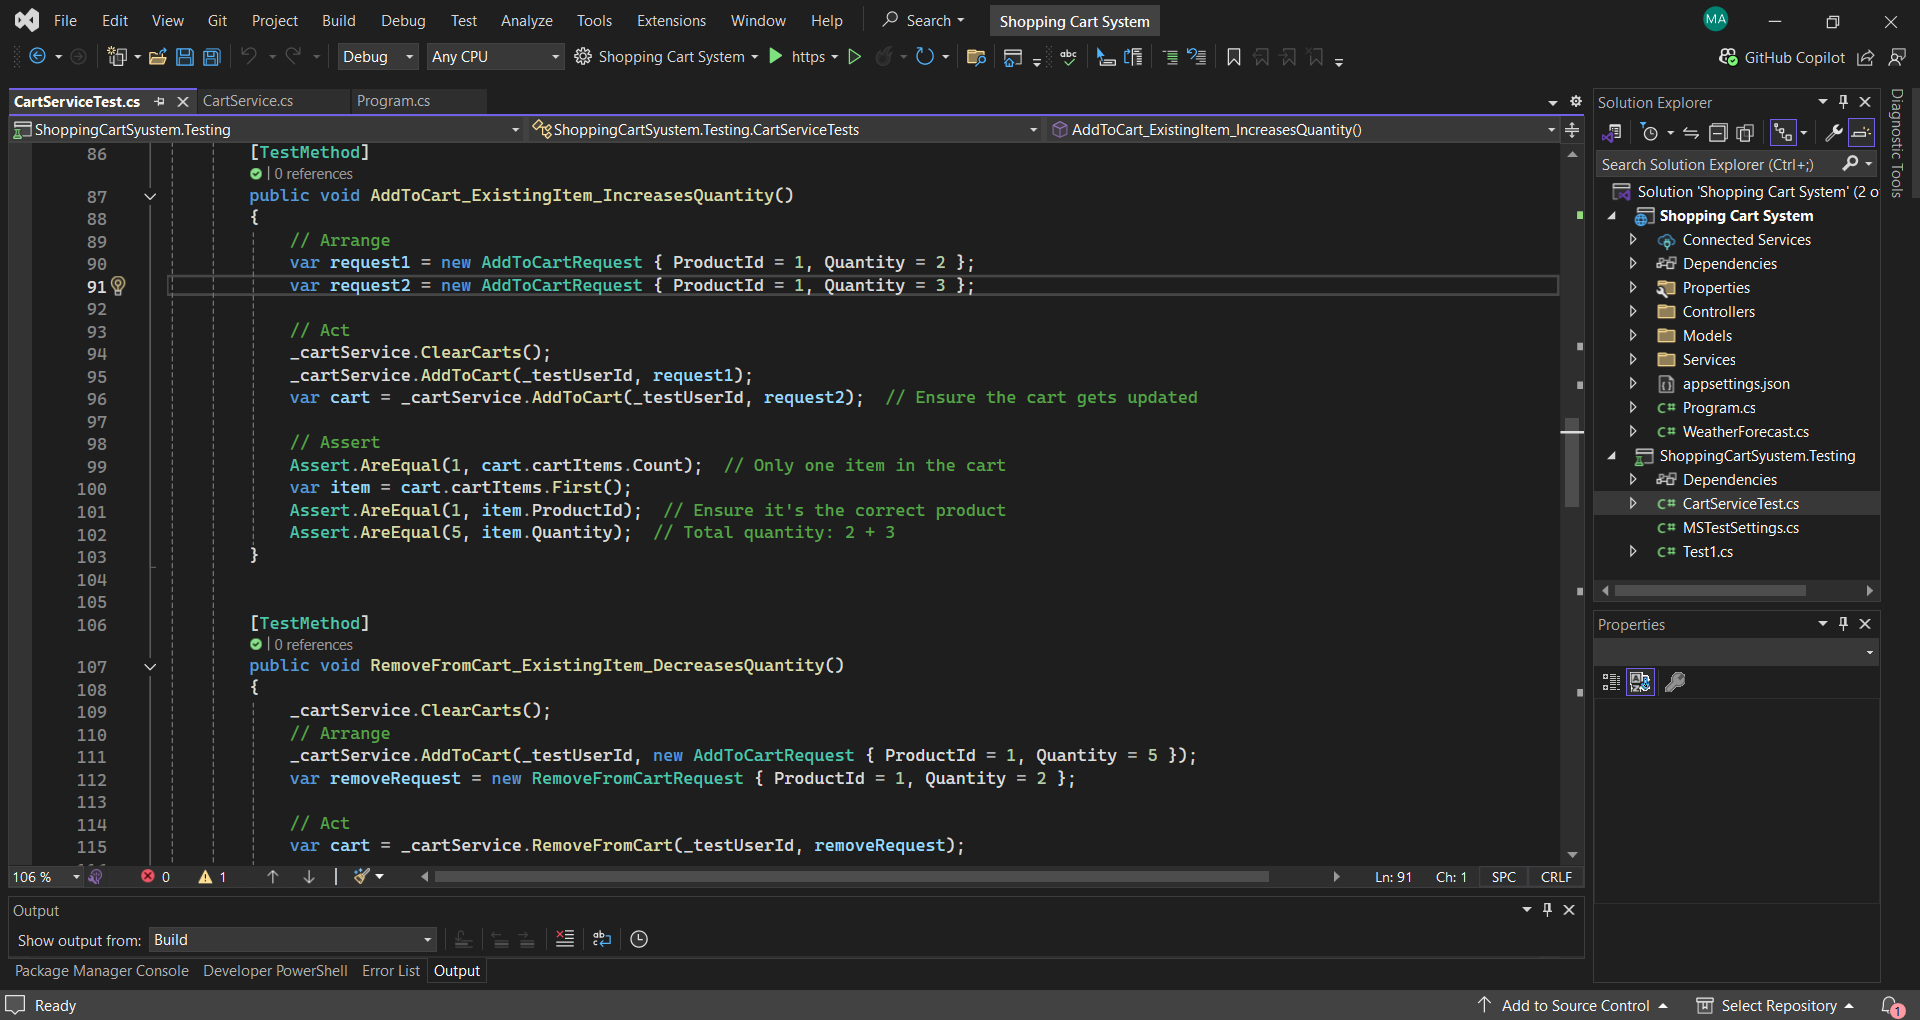 File Edit View Git Project Build Debug Test Analyze Tools Extensions Window Help Search Shopping Cart System MA
Debug Any CPU Shopping Cart System https abc GitHub Copilot
CartServiceTest.cs CartService.cs Program.cs
ShoppingCartSyustem.Testing ShoppingCartSyustem.Testing.CartServiceTests AddToCart_ExistingItem_IncreasesQuantity()
86 [TestMethod]
0 references
87 public void AddToCart_ExistingItem_IncreasesQuantity()
88 {
89 // Arrange
90 var request1 = new AddToCartRequest { ProductId = 1, Quantity = 2 };
91 var request2 = new AddToCartRequest { ProductId = 1, Quantity = 3 };
92
93 // Act
94 _cartService.ClearCarts();
95 _cartService.AddToCart(_testUserId, request1);
96 var cart = _cartService.AddToCart(_testUserId, request2); // Ensure the cart gets updated
97
98 // Assert
99 Assert.AreEqual(1, cart.cartItems.Count); // Only one item in the cart
100 var item = cart.cartItems.First();
101 Assert.AreEqual(1, item.ProductId); // Ensure it's the correct product
102 Assert.AreEqual(5, item.Quantity); // Total quantity: 2 + 3
103 }
104
105
106 [TestMethod]
0 references
107 public void RemoveFromCart_ExistingItem_DecreasesQuantity()
108 {
109 _cartService.ClearCarts();
110 // Arrange
111 _cartService.AddToCart(_testUserId, new AddToCartRequest { ProductId = 1, Quantity = 5 });
112 var removeRequest = new RemoveFromCartRequest { ProductId = 1, Quantity = 2 };
113
114 // Act
115 var cart = _cartService.RemoveFromCart(_testUserId, removeRequest);
106 % 0 1 Ln: 91 Ch: 1 SPC CRLF
Output
Show output from: Build
Package Manager Console Developer PowerShell Error List Output
Solution Explorer
Search Solution Explorer (Ctrl+;)
Solution 'Shopping Cart System' (2 o
Shopping Cart System
Connected Services
Dependencies
Properties
Controllers
Models
Services
appsettings.json
C# Program.cs
C# WeatherForecast.cs
ShoppingCartSyustem.Testing
Dependencies
C# CartServiceTest.cs
C# MSTestSettings.cs
C# Test1.cs
Properties
Diagnostic Tools
Ready Add to Source Control Select Repository 1